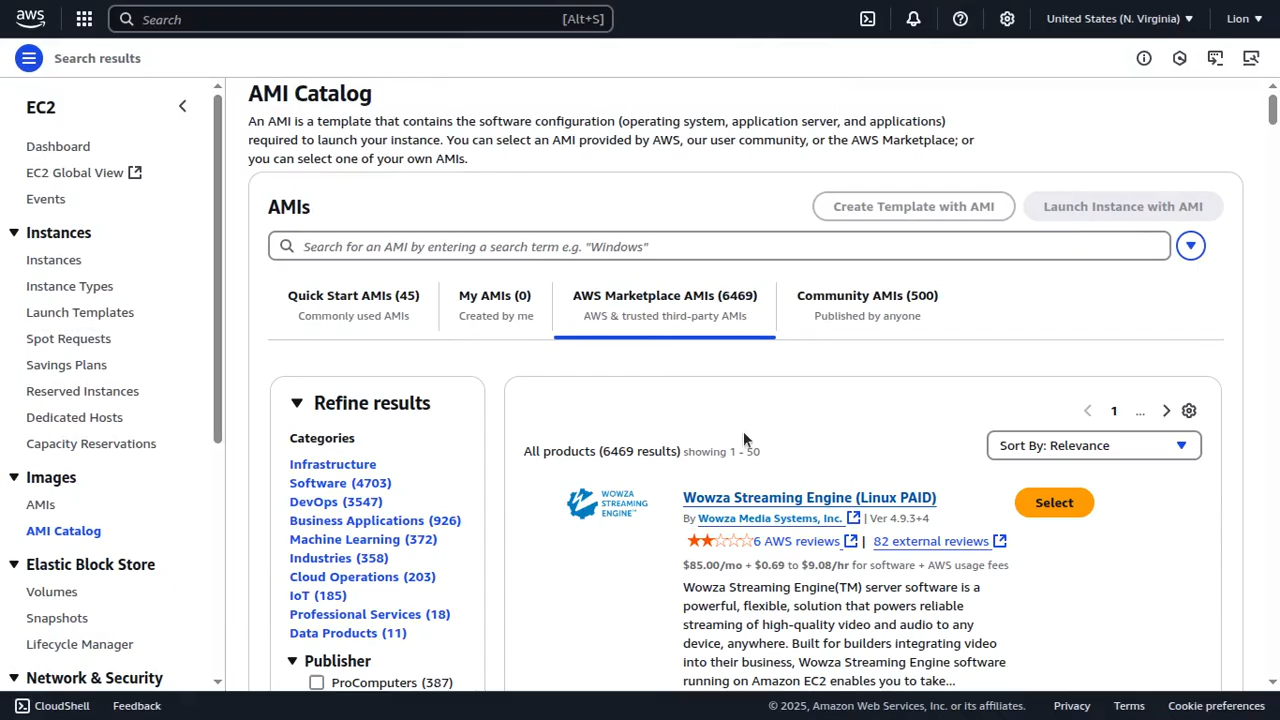 aws
Search
[Alt+S]
United States (N. Virginia)
Lion
Search results
EC2
Dashboard
EC2 Global View
Events
Instances
Instances
Instance Types
Launch Templates
Spot Requests
Savings Plans
Reserved Instances
Dedicated Hosts
Capacity Reservations
Images
AMIs
AMI Catalog
Elastic Block Store
Volumes
Snapshots
Lifecycle Manager
Network & Security
AMI Catalog
An AMI is a template that contains the software configuration (operating system, application server, and applications)
required to launch your instance. You can select an AMI provided by AWS, our user community, or the AWS Marketplace; or
you can select one of your own AMIs.
AMIs
Create Template with AMI
Launch Instance with AMI
Search for an AMI by entering a search term e.g. "Windows"
Quick Start AMIs (45)
Commonly used AMIs
My AMIs (0)
Created by me
AWS Marketplace AMIs (6469)
AWS & trusted third-party AMIs
Community AMIs (500)
Published by anyone
Refine results
Categories
Infrastructure
Software (4703)
DevOps (3547)
Business Applications (926)
Machine Learning (372)
Industries (358)
Cloud Operations (203)
IoT (185)
Professional Services (18)
Data Products (11)
Publisher
ProComputers (387)
1 ...
All products (6469 results) showing 1 - 50
Sort By: Relevance
WOWZA
STREAMING
ENGINE™
Wowza Streaming Engine (Linux PAID)
By Wowza Media Systems, Inc. | Ver 4.9.3+4
6 AWS reviews | 82 external reviews
$85.00/mo + $0.69 to $9.08/hr for software + AWS usage fees
Wowza Streaming Engine(TM) server software is a
powerful, flexible, solution that powers reliable
streaming of high-quality video and audio to any
device, anywhere. Built for builders integrating video
into their business, Wowza Streaming Engine software
running on Amazon EC2 enables you to take...
Select
CloudShell
Feedback
© 2025, Amazon Web Services, Inc. or its affiliates.
Privacy
Terms
Cookie preferences